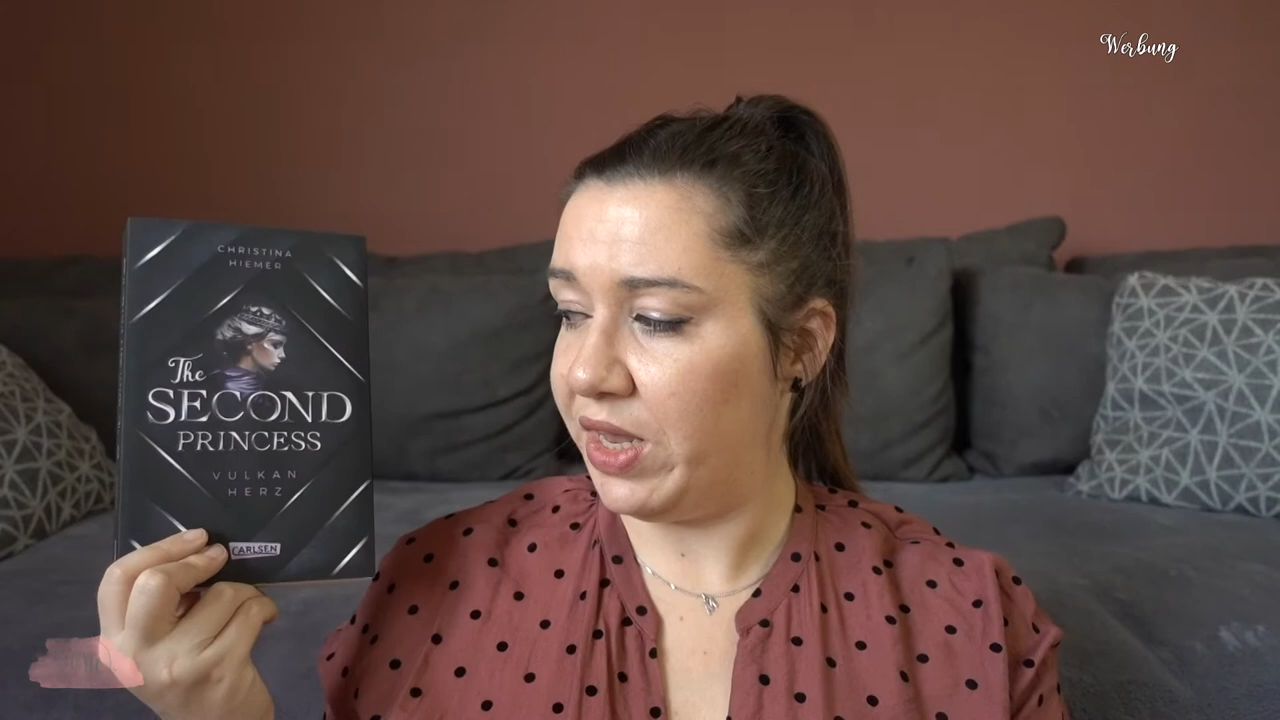 Werbung
CHRISTINA
HIEMER
The
SECOND
PRINCESS
VULKAN
HERZ
CARLSEN